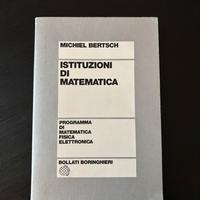 MICHIEL BERTSCH
ISTITUZIONI
DI
MATEMATICA
PROGRAMMA
DI
MATEMATICA
FISICA
ELETTRONICA
BOLLATI BORINGHIERI